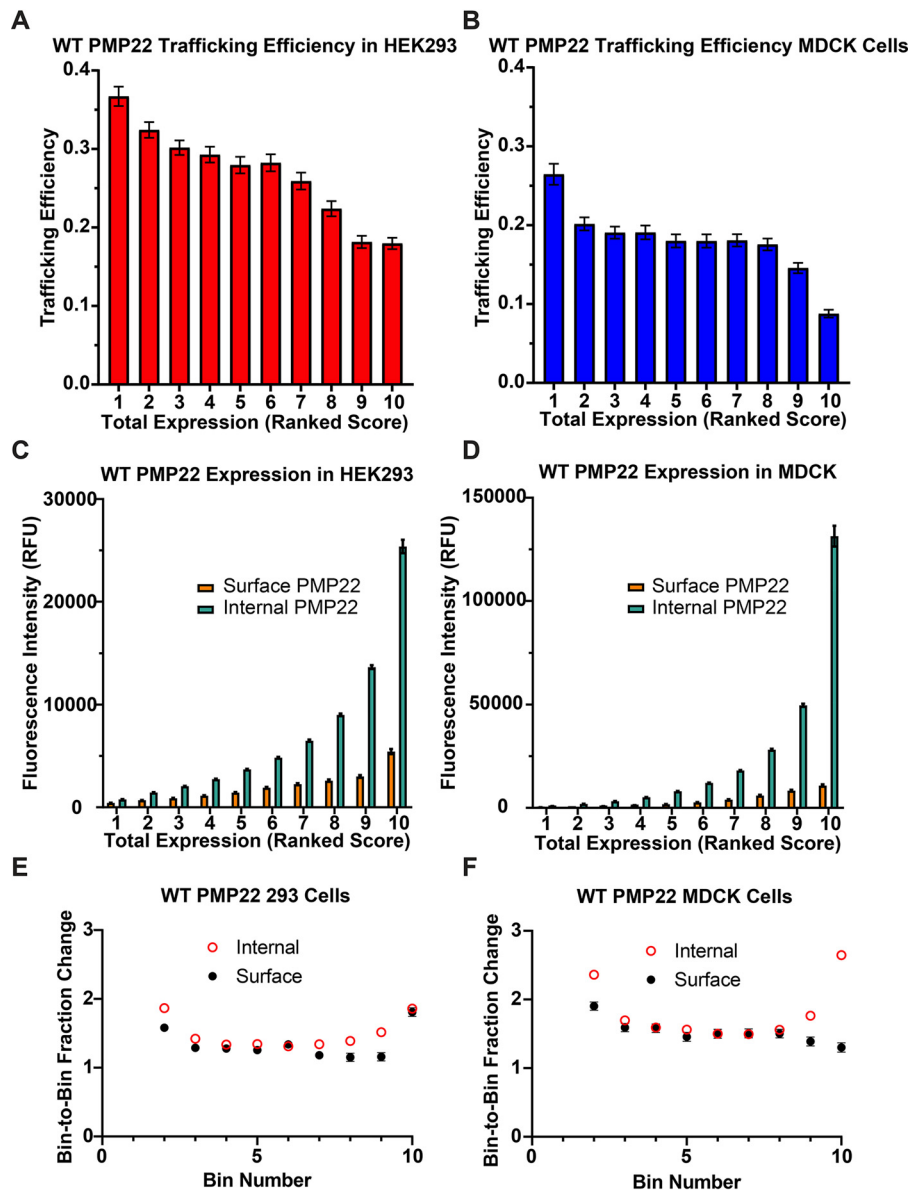 A
WT PMP22 Trafficking Efficiency in HEK293
Trafficking Efficiency
0.4
0.3
0.2
0.1
0.0
1 2 3 4 5 6 7 8 9 10
Total Expression (Ranked Score)
B
WT PMP22 Trafficking Efficiency MDCK Cells
Trafficking Efficiency
0.4
0.3
0.2
0.1
0.0
1 2 3 4 5 6 7 8 9 10
Total Expression (Ranked Score)
C
WT PMP22 Expression in HEK293
Fluorescence Intensity (RFU)
30000
20000
10000
0
Surface PMP22
Internal PMP22
1 2 3 4 5 6 7 8 9 10
Total Expression (Ranked Score)
D
WT PMP22 Expression in MDCK
Fluorescence Intensity (RFU)
150000
100000
50000
0
Surface PMP22
Internal PMP22
1 2 3 4 5 6 7 8 9 10
Total Expression (Ranked Score)
E
WT PMP22 293 Cells
Bin-to-Bin Fraction Change
3
2
1
0
Internal
Surface
0 5 10
Bin Number
F
WT PMP22 MDCK Cells
Bin-to-Bin Fraction Change
3
2
1
0
Internal
Surface
0 5 10
Bin Number